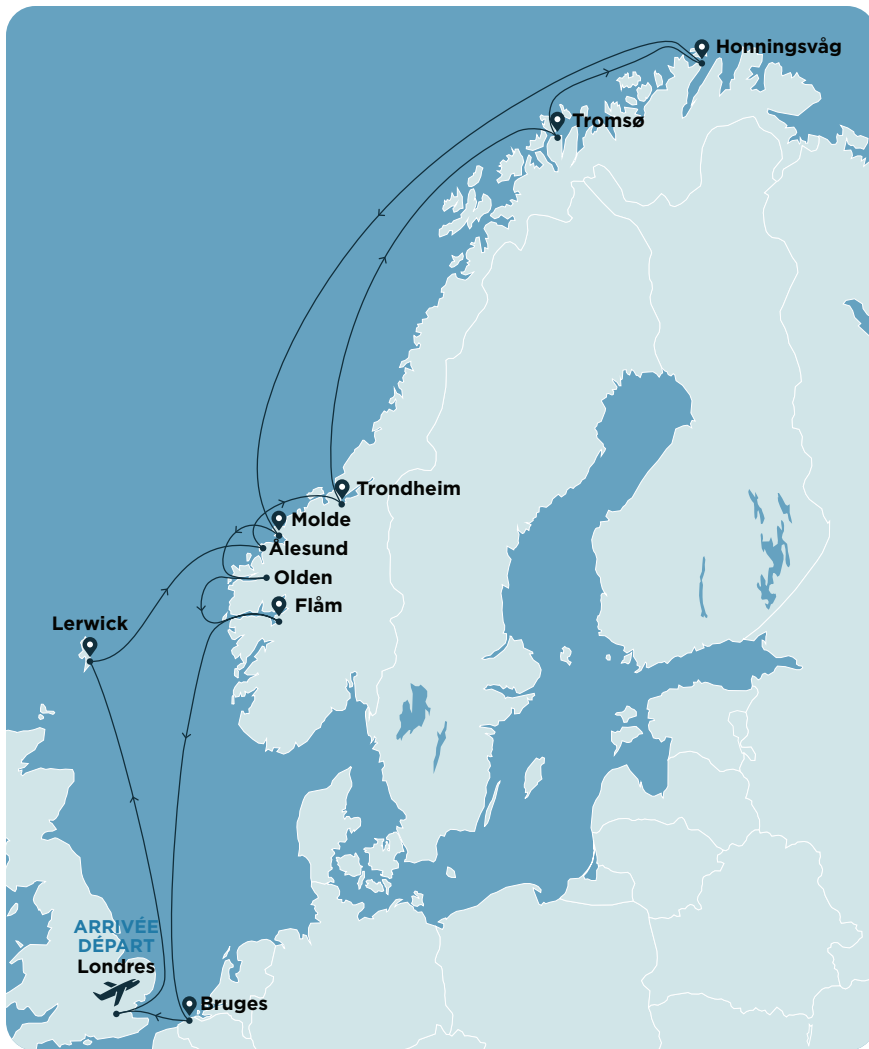 Honningsvåg
Tromsø
Trondheim
Molde
Ålesund
Olden
Flåm
Lerwick
ARRIVÉE
DÉPART
Londres
Bruges